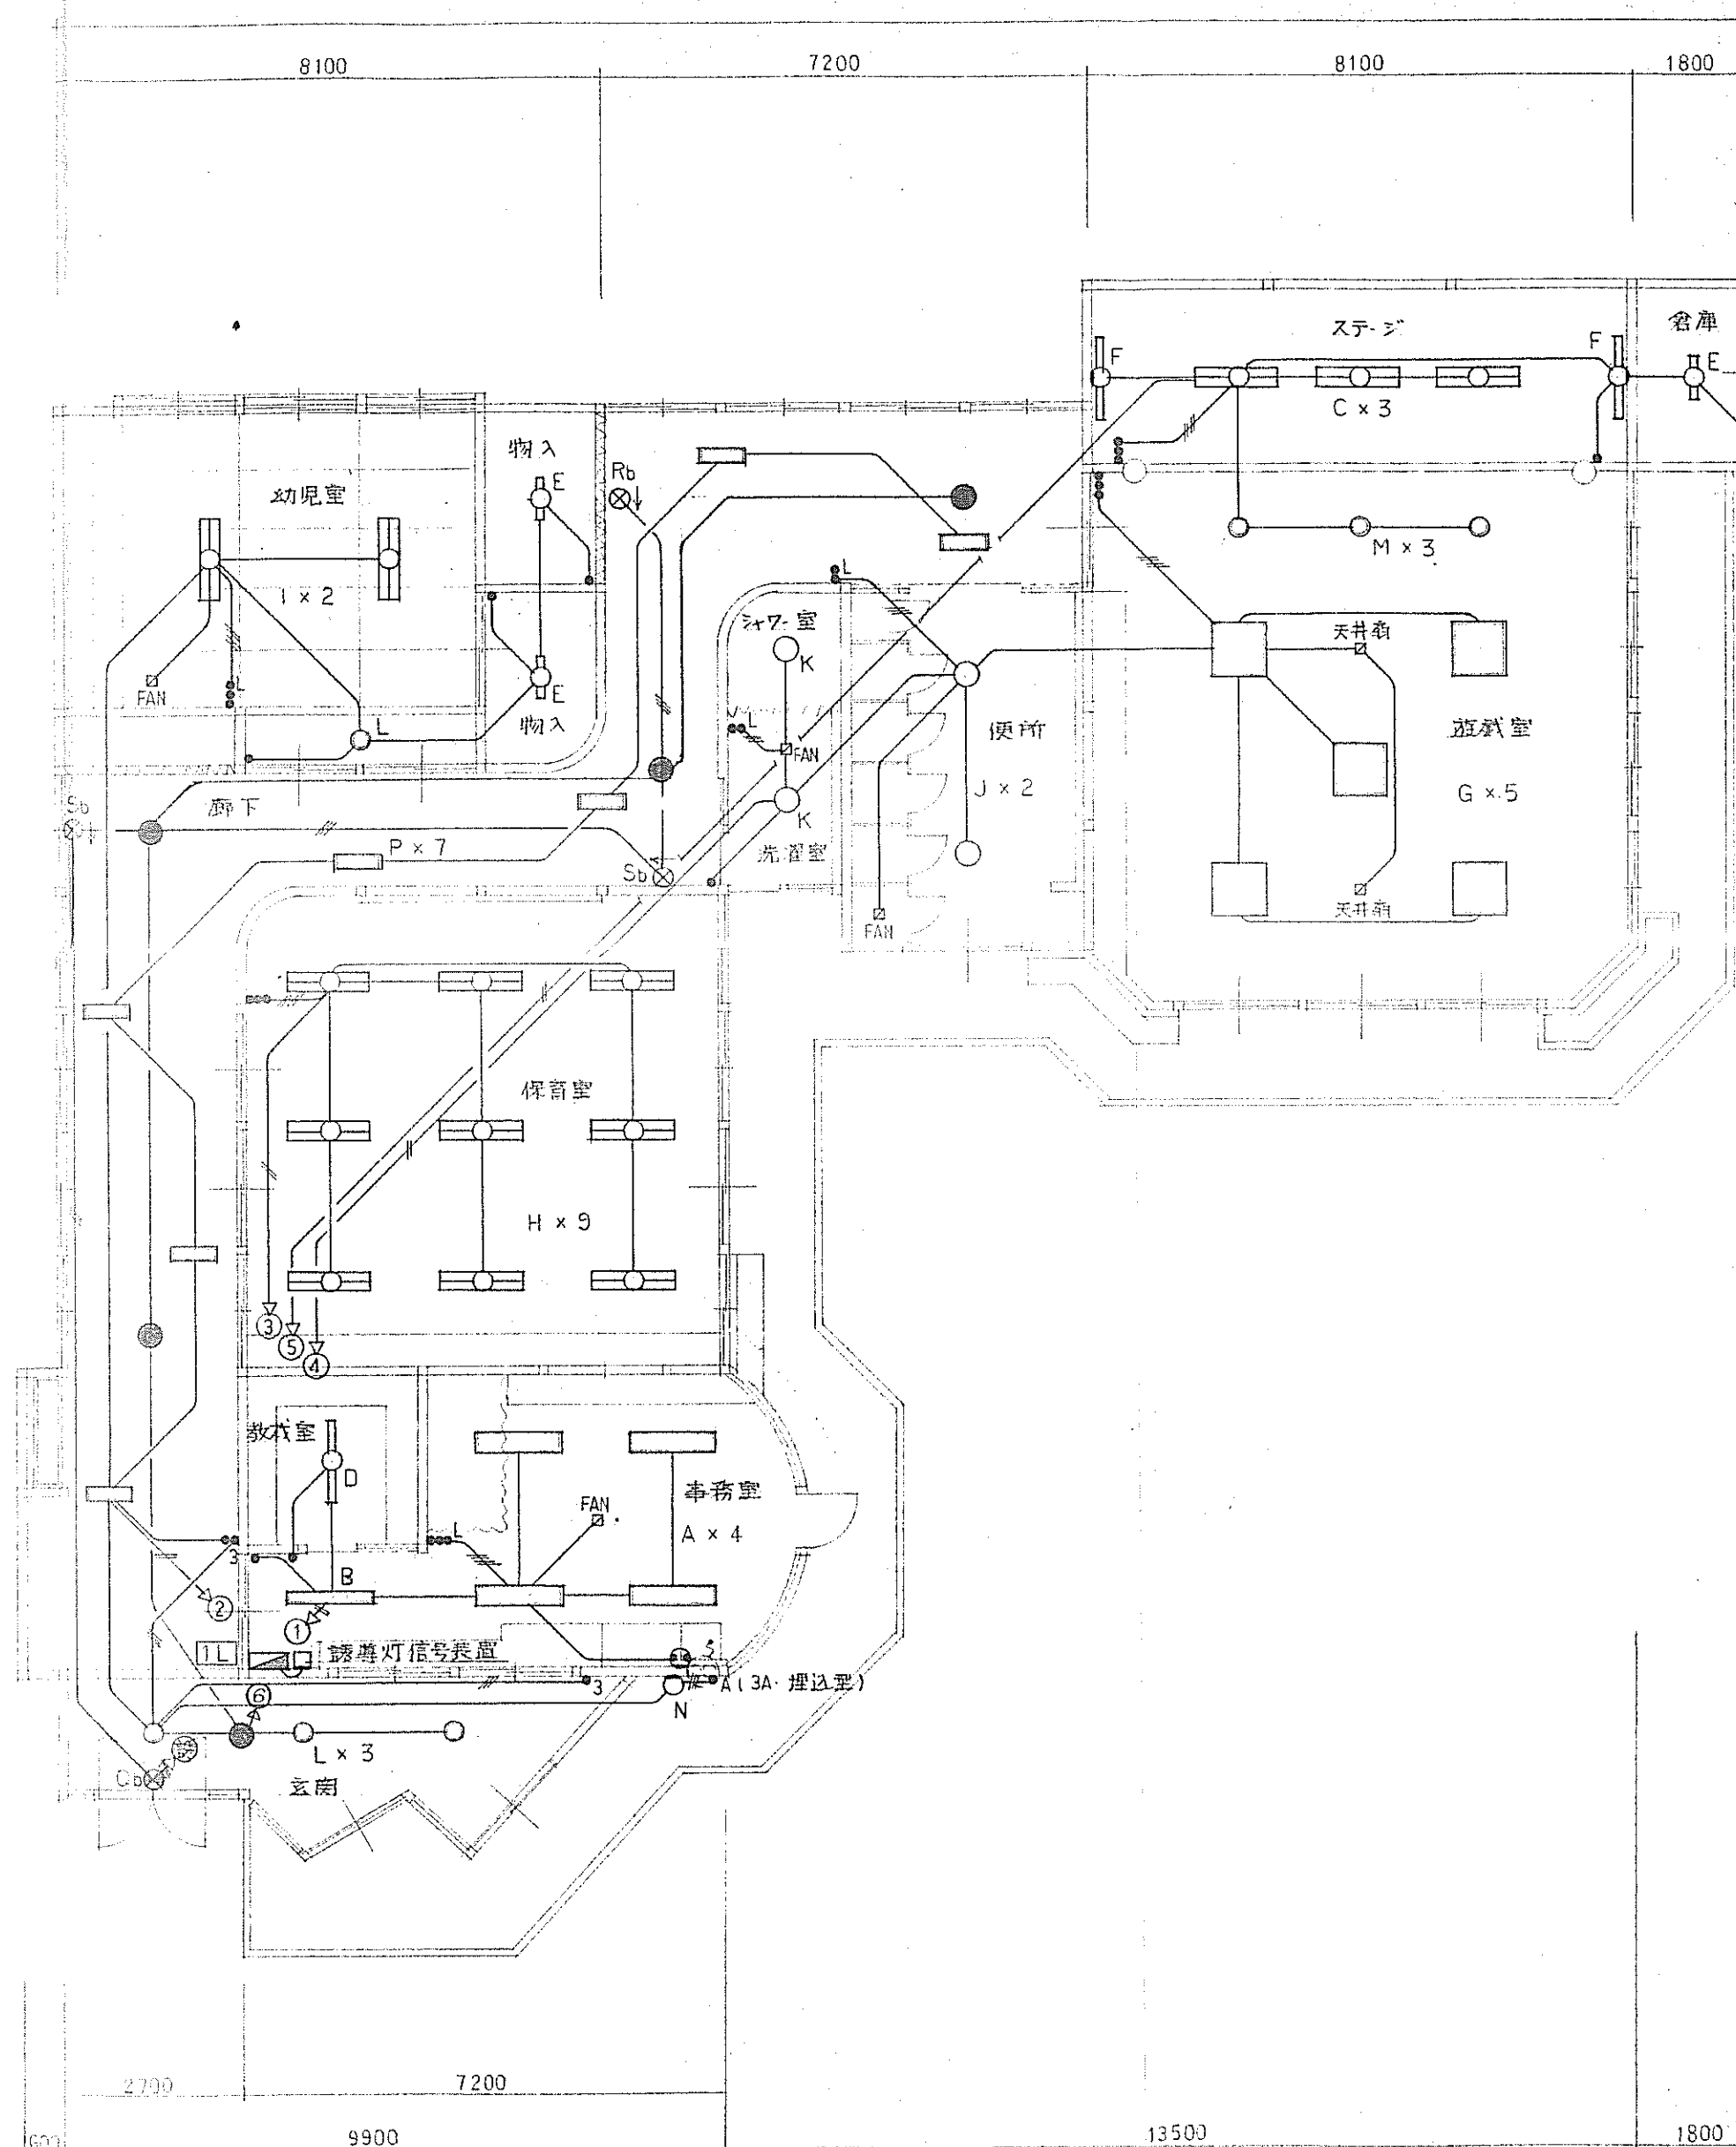 8100
7200
8100
1800
ステージ
倉庫
F
F
E
C × 3
物入
E
Rb
幼児室
I × 2
M × 3
L
シャワー室
K
天井扇
FAN
L
E
L
物入
L
FAN
便所
遊戯室
J × 2
G × 5
Sb
廊下
K
P × 7
洗濯室
Sb
天井扇
FAN
保育室
H × 9
3
5
4
教材室
D
事務室
FAN
A × 4
L
3
B
2
1
1L
誘導灯信号装置
6
3
A(3A・埋込型)
N
L × 3
玄関
2700
7200
9900
13500
1800